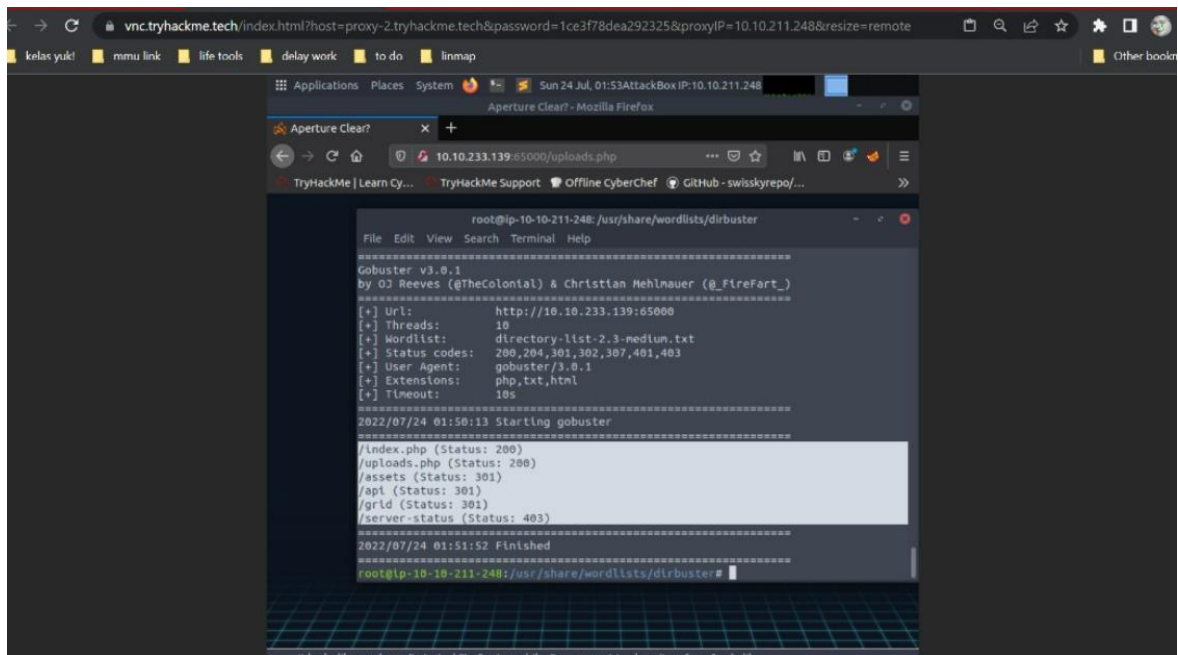 vnc.tryhackme.tech/index.html?host=proxy-2.tryhackme.tech&password=1ce3f78dea292325&proxyIP=10.10.211.248&resize=remote
kelas yuk! mmu link life tools delay work to do linmap Other bookn
Applications Places System Sun 24 Jul, 01:53 AttackBox IP:10.10.211.248
Aperture Clear? - Mozilla Firefox
Aperture Clear?
10.10.233.139:65000/uploads.php
TryHackMe | Learn Cy... TryHackMe Support Offline CyberChef GitHub - swisskyrepo/...
root@ip-10-10-211-248: /usr/share/wordlists/dirbuster
File Edit View Search Terminal Help
===============================================================
Gobuster v3.0.1
by OJ Reeves (@TheColonial) & Christian Mehlmauer (@_FireFart_)
===============================================================
[+] Url: http://10.10.233.139:65000
[+] Threads: 10
[+] Wordlist: directory-list-2.3-medium.txt
[+] Status codes: 200,204,301,302,307,401,403
[+] User Agent: gobuster/3.0.1
[+] Extensions: php,txt,html
[+] Timeout: 10s
===============================================================
2022/07/24 01:50:13 Starting gobuster
===============================================================
/index.php (Status: 200)
/uploads.php (Status: 200)
/assets (Status: 301)
/api (Status: 301)
/grid (Status: 301)
/server-status (Status: 403)
===============================================================
2022/07/24 01:51:52 Finished
===============================================================
root@ip-10-10-211-248:/usr/share/wordlists/dirbuster#